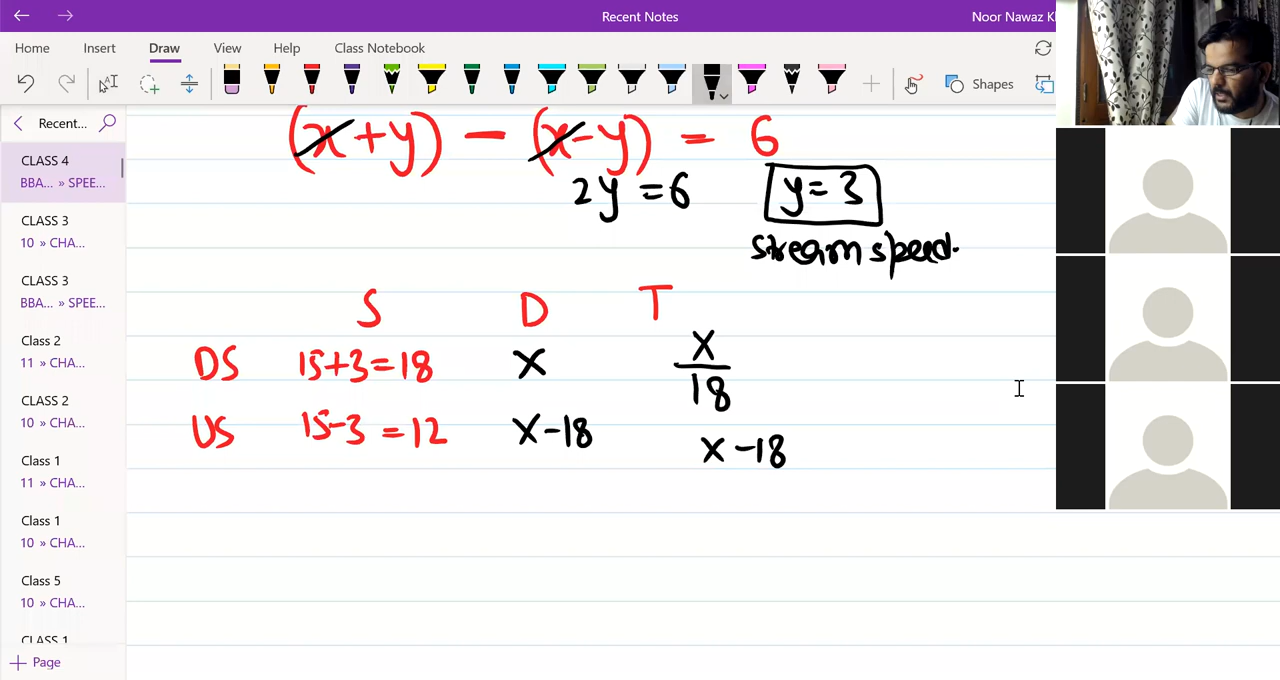 Recent Notes
Noor Nawaz Kh
Home Insert Draw View Help Class Notebook
Shapes
Recent...
CLASS 4
BBA... » SPEE...
CLASS 3
10 » CHA...
CLASS 3
BBA... » SPEE...
Class 2
11 » CHA...
CLASS 2
10 » CHA...
Class 1
11 » CHA...
Class 1
10 » CHA...
Class 5
10 » CHA...
CLASS 1
Page
(x+y) - (x-y) = 6
2y = 6 y = 3
stream speed.
S D T
DS 15+3=18 x x/18
US 15-3=12 x-18 x-18